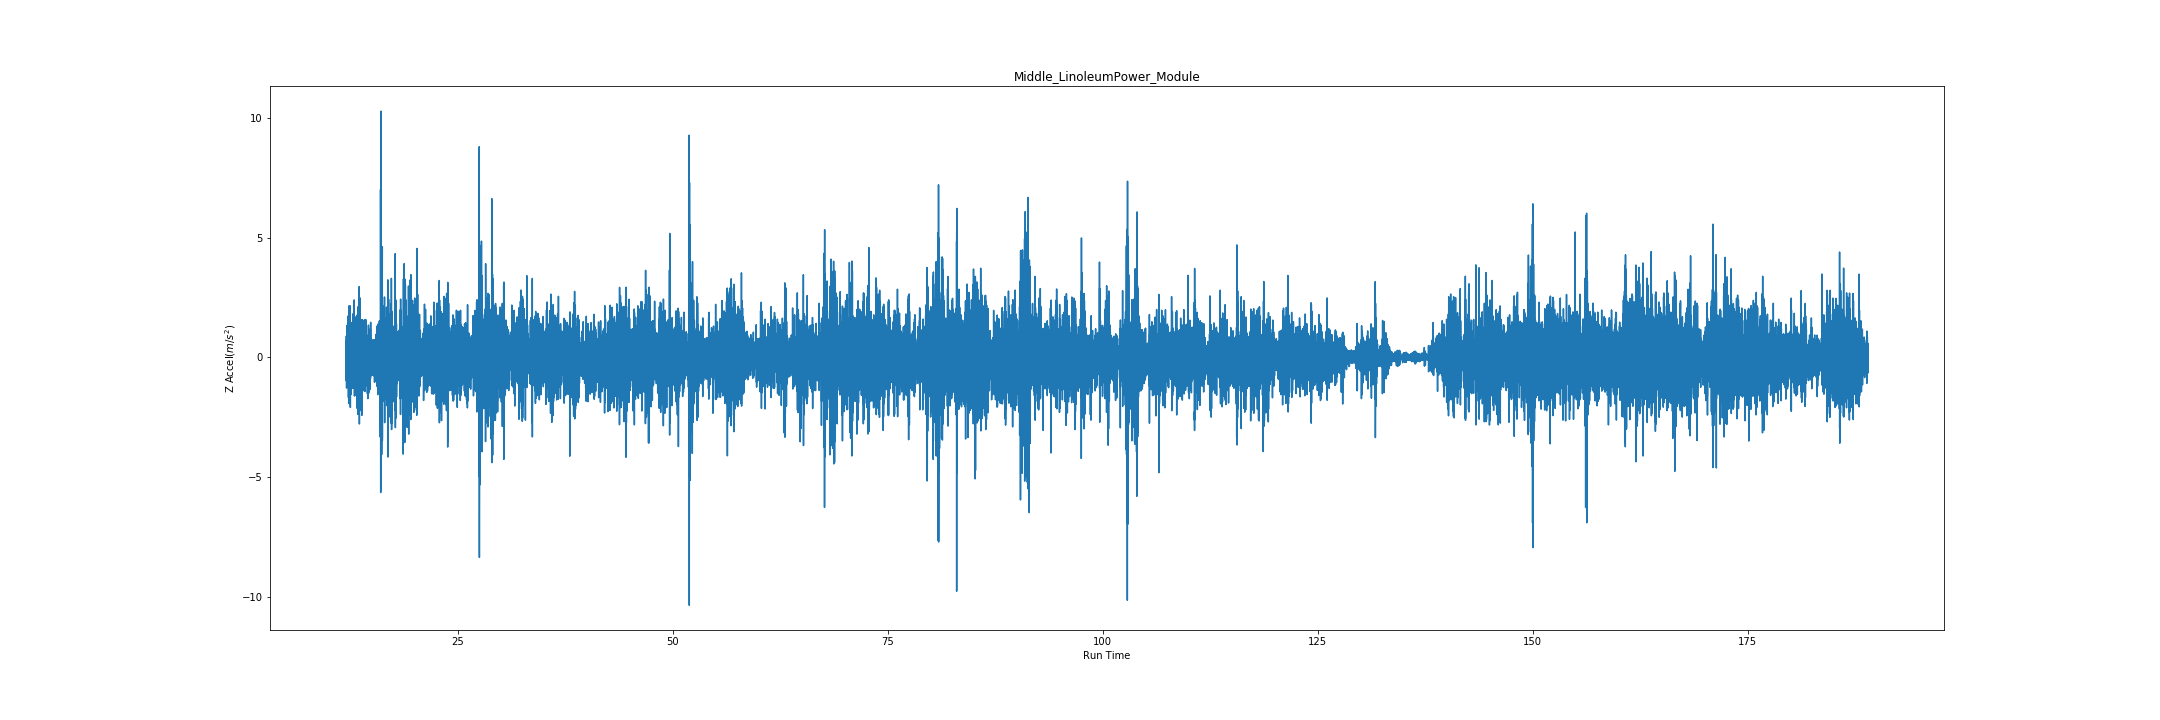 Middle_LinoleumPower_Module
10
5
0
−5
−10
Z Accel(m/s²)
25 50 75 100 125 150 175
Run Time